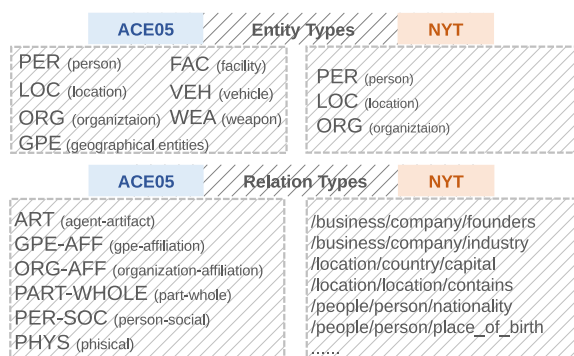 ACE05 Entity Types NYT
PER (person) FAC (facility)
LOC (location) VEH (vehicle)
ORG (organiztaion) WEA (weapon)
GPE (geographical entities)
PER (person)
LOC (location)
ORG (organiztaion)
ACE05 Relation Types NYT
ART (agent-artifact)
GPE-AFF (gpe-affiliation)
ORG-AFF (organization-affiliation)
PART-WHOLE (part-whole)
PER-SOC (person-social)
PHYS (phisical)
/business/company/founders
/business/company/industry
/location/country/capital
/location/location/contains
/people/person/nationality
/people/person/place_of_birth
......